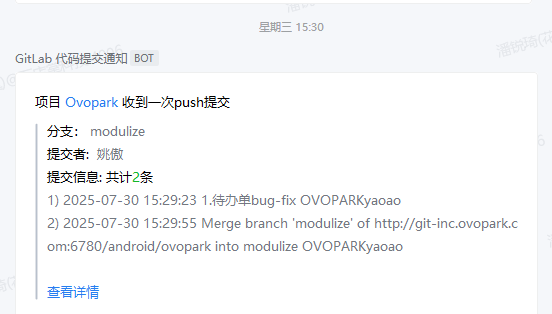 星期三 15:30
GitLab 代码提交通知 BOT
项目 Ovopark 收到一次push提交
分支： modulize
提交者: 姚傲
提交信息: 共计2条
1) 2025-07-30 15:29:23 1.待办单bug-fix OVOPARKyaoao
2) 2025-07-30 15:29:55 Merge branch 'modulize' of http://git-inc.ovopark.c
om:6780/android/ovopark into modulize OVOPARKyaoao
查看详情